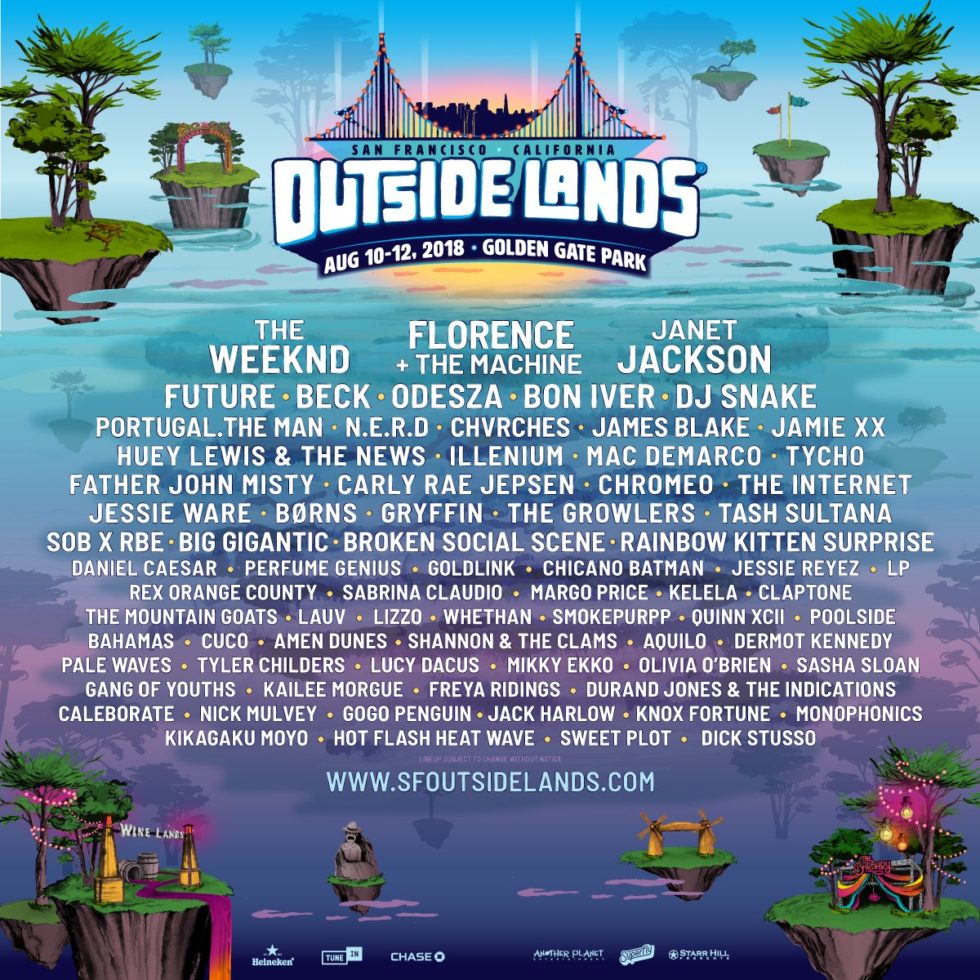 SAN FRANCISCO · CALIFORNIA
OUTSIDE LANDS®
AUG 10-12, 2018 · GOLDEN GATE PARK
THE WEEKND
FLORENCE + THE MACHINE
JANET JACKSON
FUTURE · BECK · ODESZA · BON IVER · DJ SNAKE
PORTUGAL.THE MAN · N.E.R.D · CHVRCHES · JAMES BLAKE · JAMIE XX
HUEY LEWIS & THE NEWS · ILLENIUM · MAC DEMARCO · TYCHO
FATHER JOHN MISTY · CARLY RAE JEPSEN · CHROMEO · THE INTERNET
JESSIE WARE · BØRNS · GRYFFIN · THE GROWLERS · TASH SULTANA
SOB X RBE · BIG GIGANTIC · BROKEN SOCIAL SCENE · RAINBOW KITTEN SURPRISE
DANIEL CAESAR · PERFUME GENIUS · GOLDLINK · CHICANO BATMAN · JESSIE REYEZ · LP
REX ORANGE COUNTY · SABRINA CLAUDIO · MARGO PRICE · KELELA · CLAPTONE
THE MOUNTAIN GOATS · LAUV · LIZZO · WHETHAN · SMOKEPURPP · QUINN XCII · POOLSIDE
BAHAMAS · CUCO · AMEN DUNES · SHANNON & THE CLAMS · AQUILO · DERMOT KENNEDY
PALE WAVES · TYLER CHILDERS · LUCY DACUS · MIKKY EKKO · OLIVIA O'BRIEN · SASHA SLOAN
GANG OF YOUTHS · KAILEE MORGUE · FREYA RIDINGS · DURAND JONES & THE INDICATIONS
CALEBORATE · NICK MULVEY · GOGO PENGUIN · JACK HARLOW · KNOX FORTUNE · MONOPHONICS
KIKAGAKU MOYO · HOT FLASH HEAT WAVE · SWEET PLOT · DICK STUSSO
LINEUP SUBJECT TO CHANGE WITHOUT NOTICE
WWW.SFOUTSIDELANDS.COM
WINE LANDS
THE BARBARY
Heineken
TUNE IN
CHASE
ANOTHER PLANET ENTERTAINMENT
Superfly
STARR HILL PRESENTS